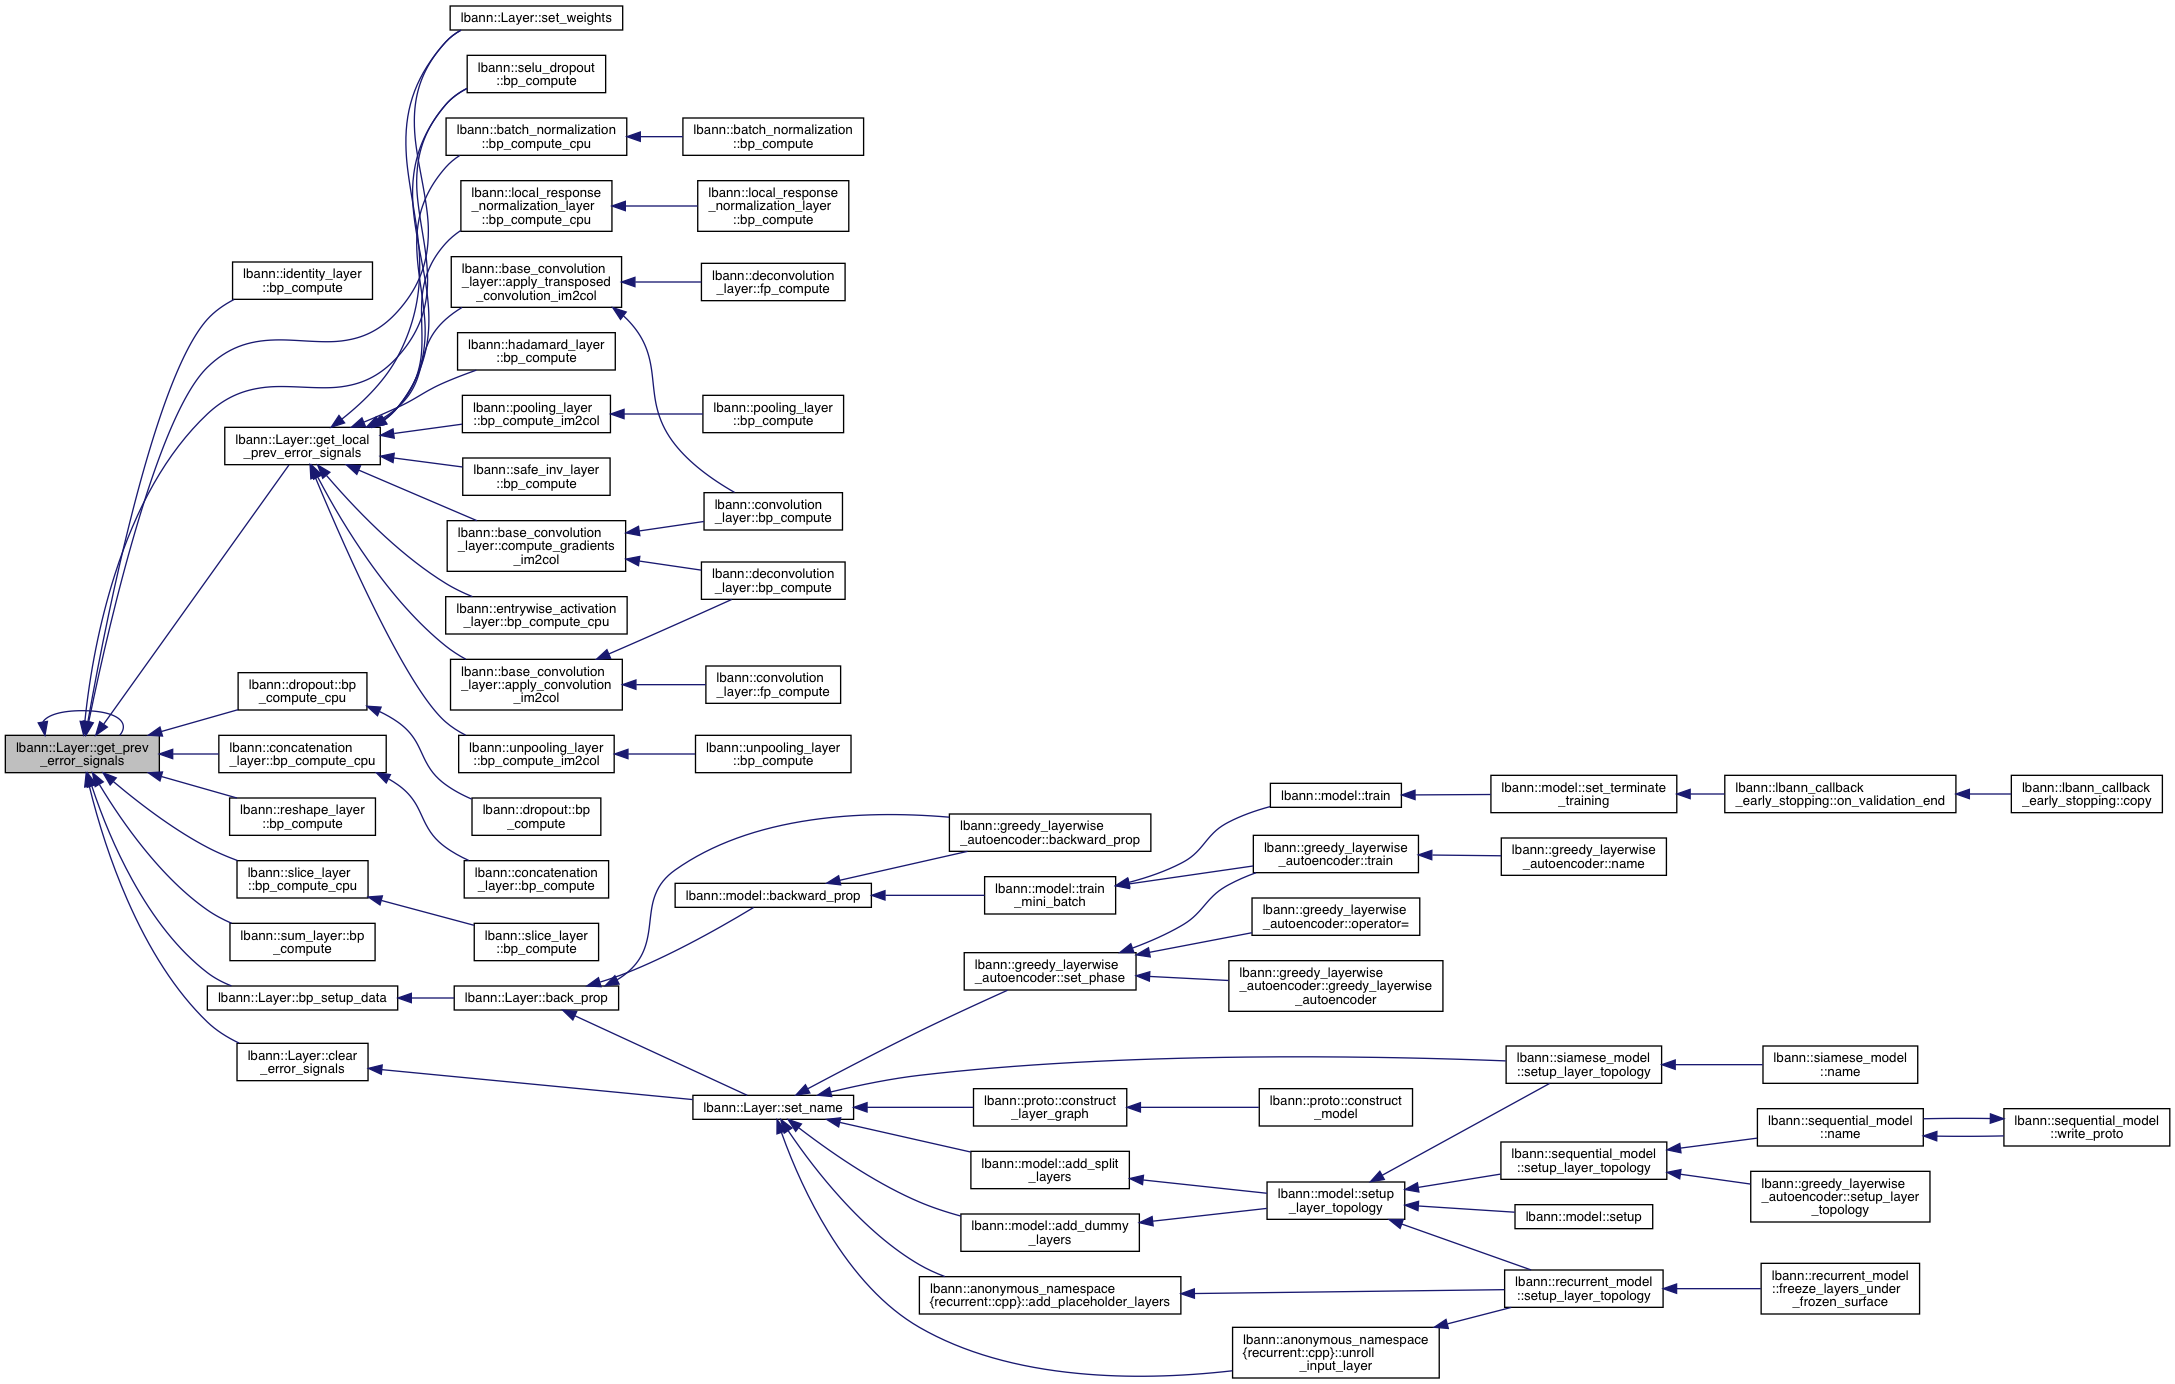 lbann::Layer::set_weights
lbann::selu_dropout
::bp_compute
lbann::batch_normalization
::bp_compute_cpu
lbann::batch_normalization
::bp_compute
lbann::local_response
_normalization_layer
::bp_compute_cpu
lbann::local_response
_normalization_layer
::bp_compute
lbann::identity_layer
::bp_compute
lbann::base_convolution
_layer::apply_transposed
_convolution_im2col
lbann::deconvolution
_layer::fp_compute
lbann::hadamard_layer
::bp_compute
lbann::Layer::get_local
_prev_error_signals
lbann::pooling_layer
::bp_compute_im2col
lbann::pooling_layer
::bp_compute
lbann::safe_inv_layer
::bp_compute
lbann::convolution
_layer::bp_compute
lbann::base_convolution
_layer::compute_gradients
_im2col
lbann::deconvolution
_layer::bp_compute
lbann::entrywise_activation
_layer::bp_compute_cpu
lbann::base_convolution
_layer::apply_convolution
_im2col
lbann::convolution
_layer::fp_compute
lbann::dropout::bp
_compute_cpu
lbann::Layer::get_prev
_error_signals
lbann::concatenation
_layer::bp_compute_cpu
lbann::unpooling_layer
::bp_compute_im2col
lbann::unpooling_layer
::bp_compute
lbann::reshape_layer
::bp_compute
lbann::dropout::bp
_compute
lbann::model::train
lbann::model::set_terminate
_training
lbann::lbann_callback
_early_stopping::on_validation_end
lbann::lbann_callback
_early_stopping::copy
lbann::greedy_layerwise
_autoencoder::backward_prop
lbann::greedy_layerwise
_autoencoder::train
lbann::greedy_layerwise
_autoencoder::name
lbann::slice_layer
::bp_compute_cpu
lbann::concatenation
_layer::bp_compute
lbann::model::backward_prop
lbann::model::train
_mini_batch
lbann::greedy_layerwise
_autoencoder::operator=
lbann::sum_layer::bp
_compute
lbann::slice_layer
::bp_compute
lbann::greedy_layerwise
_autoencoder::set_phase
lbann::greedy_layerwise
_autoencoder::greedy_layerwise
_autoencoder
lbann::Layer::bp_setup_data
lbann::Layer::back_prop
lbann::Layer::clear
_error_signals
lbann::siamese_model
::setup_layer_topology
lbann::siamese_model
::name
lbann::Layer::set_name
lbann::proto::construct
_layer_graph
lbann::proto::construct
_model
lbann::sequential_model
::name
lbann::sequential_model
::write_proto
lbann::model::add_split
_layers
lbann::sequential_model
::setup_layer_topology
lbann::model::setup
_layer_topology
lbann::greedy_layerwise
_autoencoder::setup_layer
_topology
lbann::model::add_dummy
_layers
lbann::model::setup
lbann::anonymous_namespace
{recurrent::cpp}::add_placeholder_layers
lbann::recurrent_model
::setup_layer_topology
lbann::recurrent_model
::freeze_layers_under
_frozen_surface
lbann::anonymous_namespace
{recurrent::cpp}::unroll
_input_layer